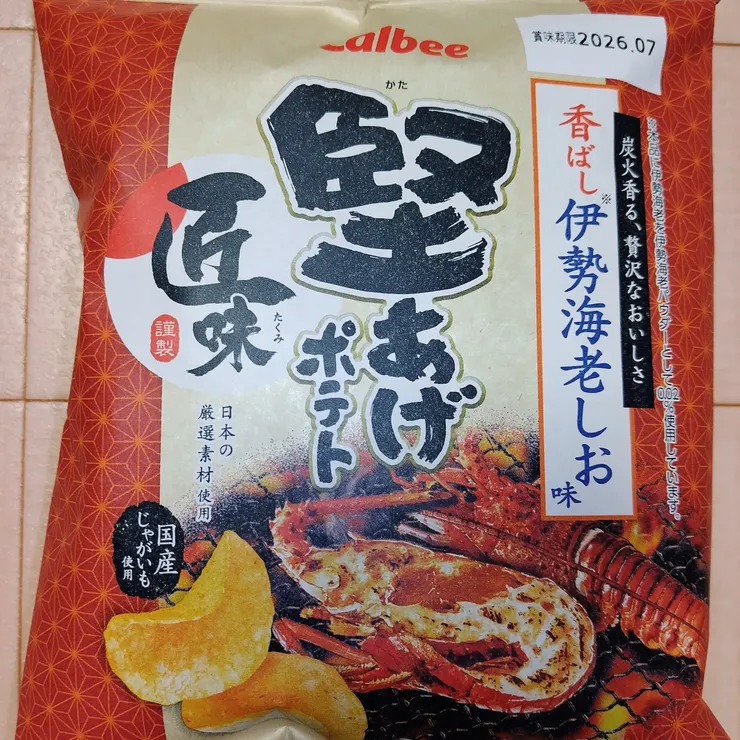 Calbee
賞味期限2026.07
かた
堅あげ
ポテト
匠味
たくみ
謹製
炭火香る、贅沢なおいしさ
香ばし※伊勢海老しお味
※本品に伊勢海老を伊勢海老パウダーとして0.02%使用しています。
日本の
厳選素材使用
国産
じゃがいも
使用